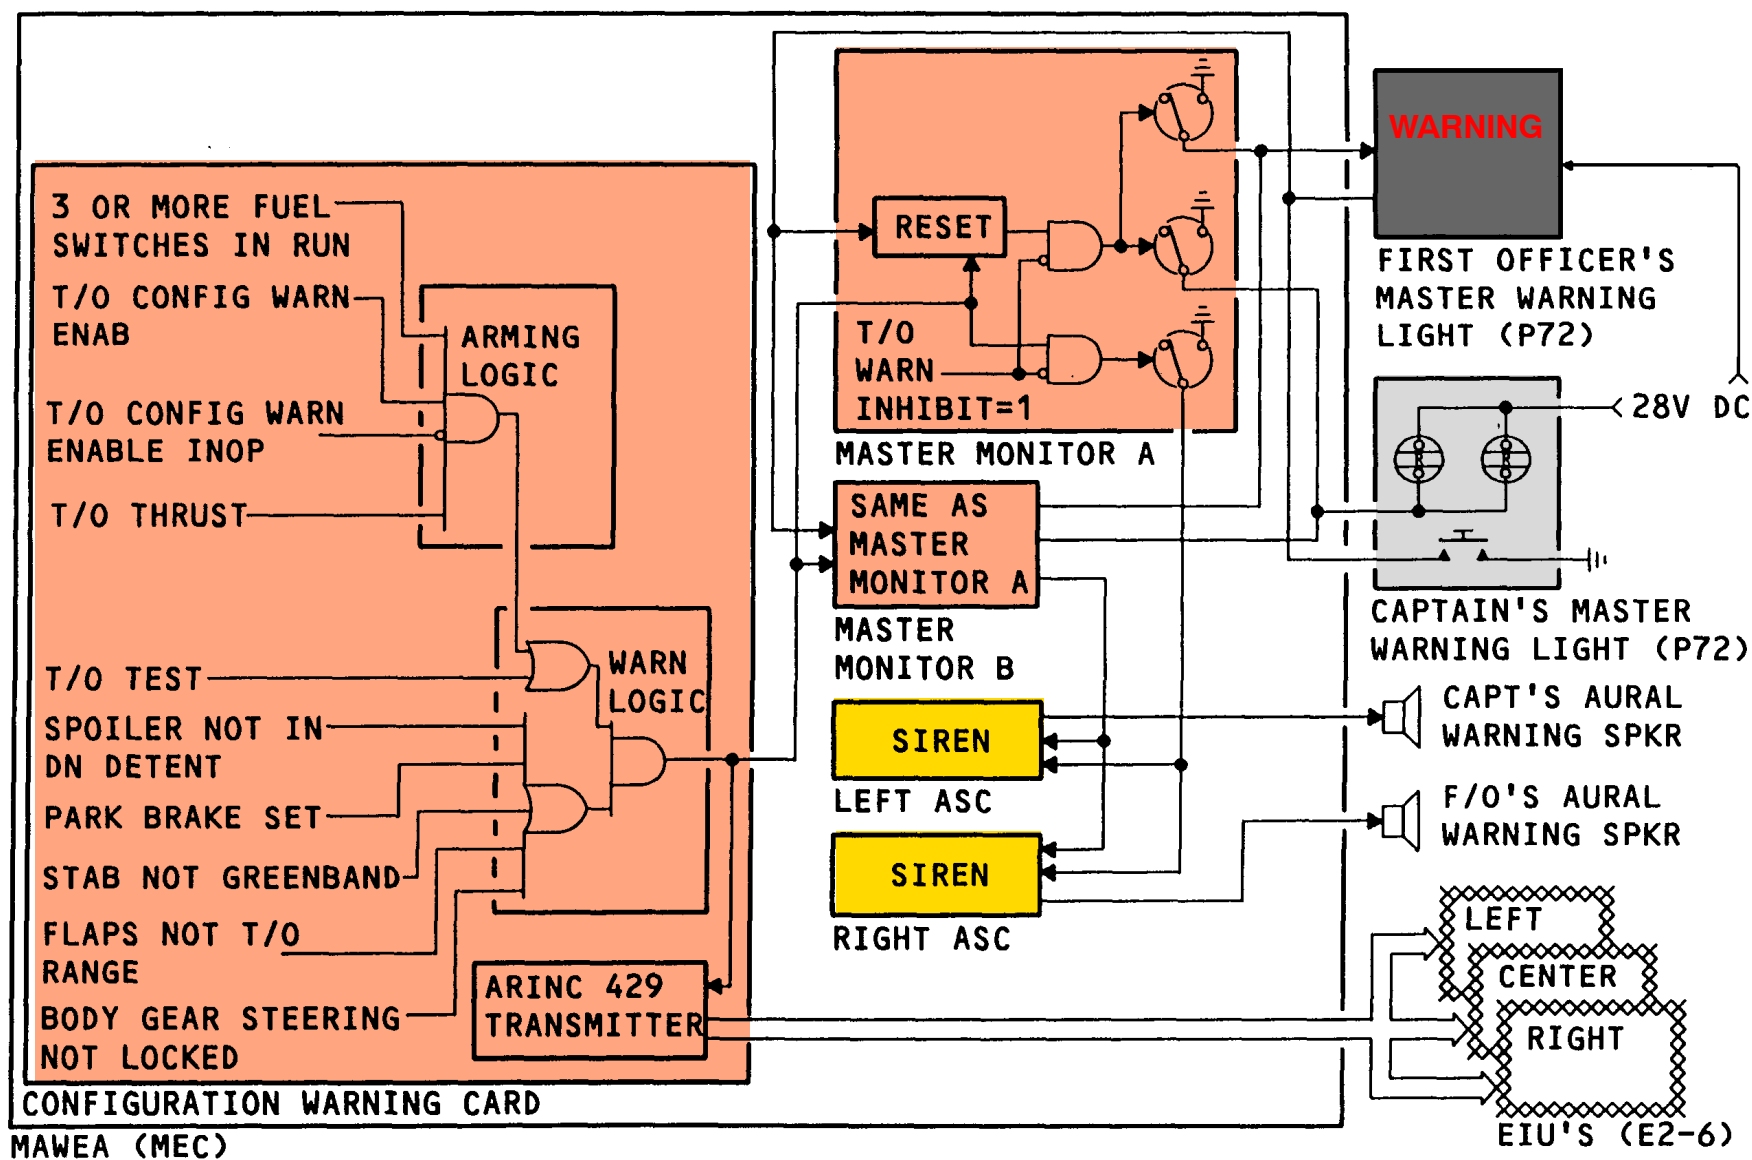 3 OR MORE FUEL
SWITCHES IN RUN
T/O CONFIG WARN
ENAB
ARMING
LOGIC
T/O CONFIG WARN
ENABLE INOP
T/O THRUST
T/O TEST
WARN
LOGIC
SPOILER NOT IN
DN DETENT
PARK BRAKE SET
STAB NOT GREENBAND
FLAPS NOT T/O
RANGE
BODY GEAR STEERING
NOT LOCKED
ARINC 429
TRANSMITTER
CONFIGURATION WARNING CARD
MAWEA (MEC)
RESET
T/O
WARN
INHIBIT=1
MASTER MONITOR A
SAME AS
MASTER
MONITOR A
MASTER
MONITOR B
SIREN
LEFT ASC
SIREN
RIGHT ASC
WARNING
FIRST OFFICER'S
MASTER WARNING
LIGHT (P72)
28V DC
CAPTAIN'S MASTER
WARNING LIGHT (P72)
CAPT'S AURAL
WARNING SPKR
F/O'S AURAL
WARNING SPKR
LEFT
CENTER
RIGHT
EIU'S (E2-6)